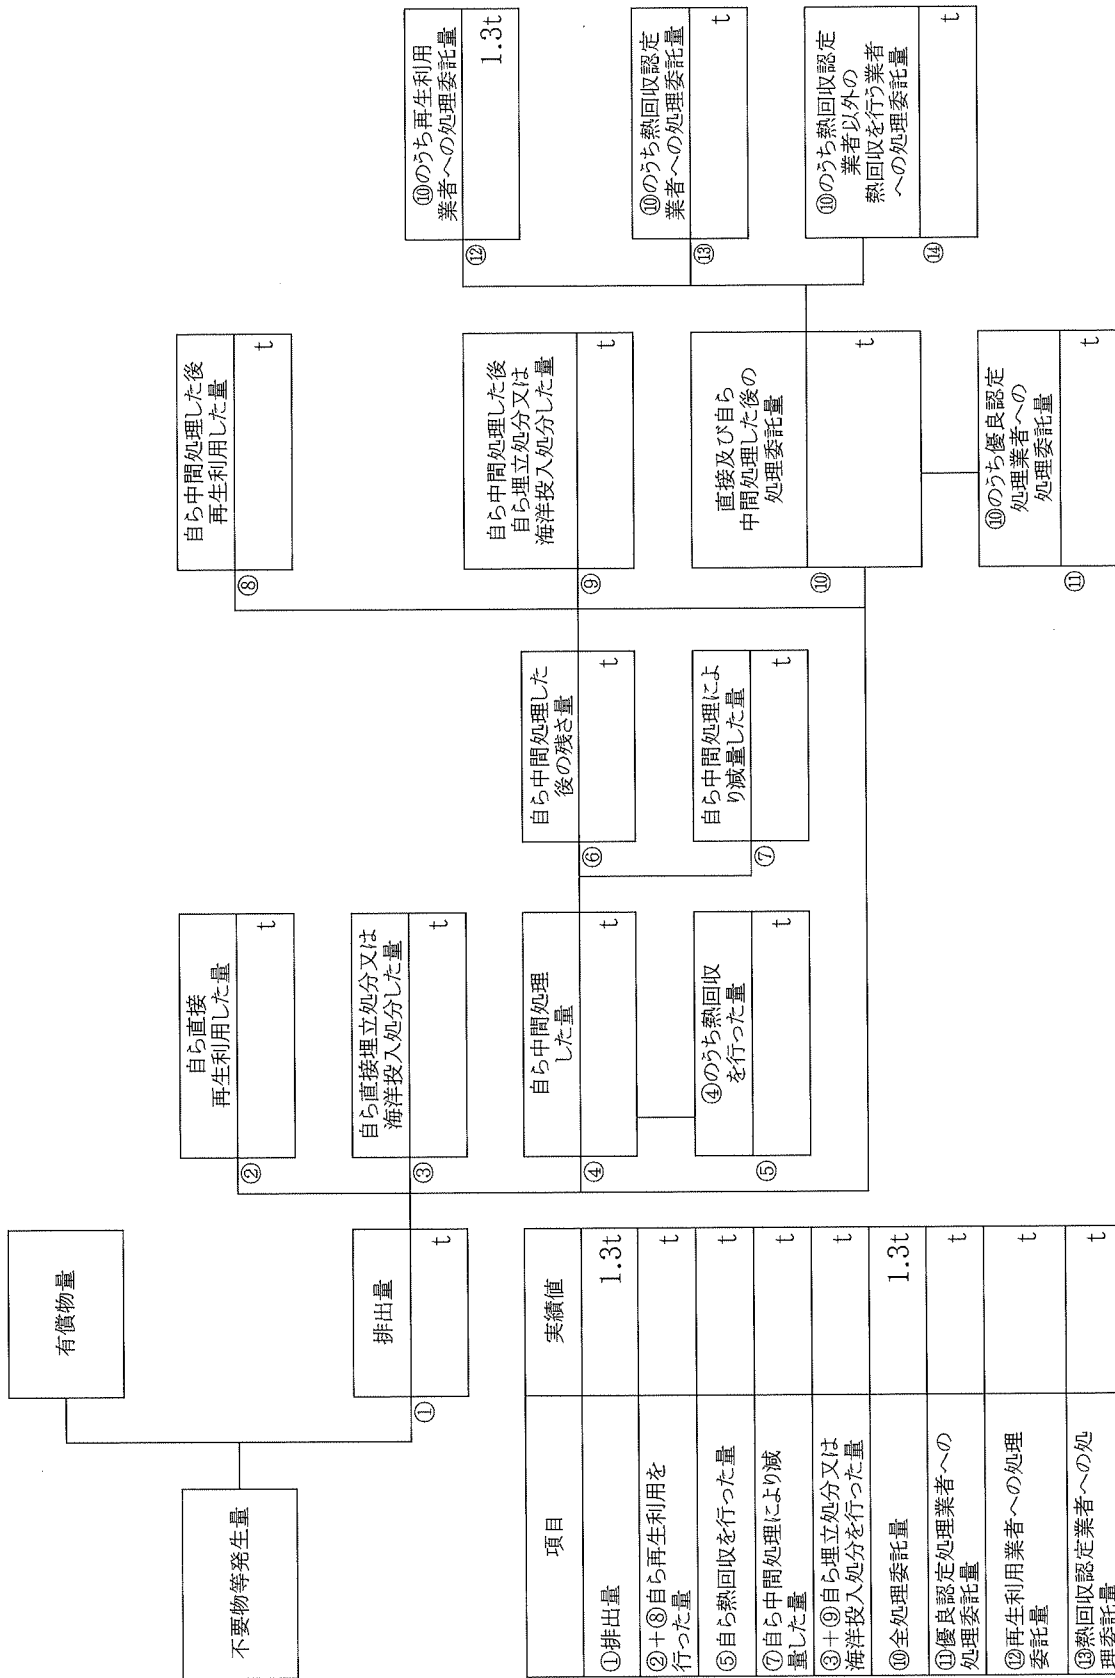 不要物等発生量
有償物量
排出量
①
t
自ら直接
再生利用した量
②
t
自ら直接埋立処分又は
海洋投入処分した量
③
t
自ら中間処理
した量
④
t
④のうち熱回収
を行った量
⑤
t
自ら中間処理した
後の残さ量
⑥
t
自ら中間処理によ
り減量した量
⑦
t
自ら中間処理した後
再生利用した量
⑧
t
自ら中間処理した後
自ら埋立処分又は
海洋投入処分した量
⑨
t
直接及び自ら
中間処理した後の
処理委託量
⑩
t
⑩のうち優良認定
処理業者への
処理委託量
⑪
t
⑩のうち再生利用
業者への処理委託量
⑫
1.3t
⑩のうち熱回収認定
業者への処理委託量
⑬
t
⑩のうち熱回収認定
業者以外の
熱回収を行う業者
への処理委託量
⑭
t
項目
実績値
①排出量
1.3t
②+⑧自ら再生利用を
行った量
t
⑤自ら熱回収を行った量
t
⑦自ら中間処理により減
量した量
t
③+⑨自ら埋立処分又は
海洋投入処分を行った量
t
⑩全処理委託量
1.3t
⑪優良認定処理業者への
処理委託量
t
⑫再生利用業者への処理
委託量
t
⑬熱回収認定業者への処
理委託量
t